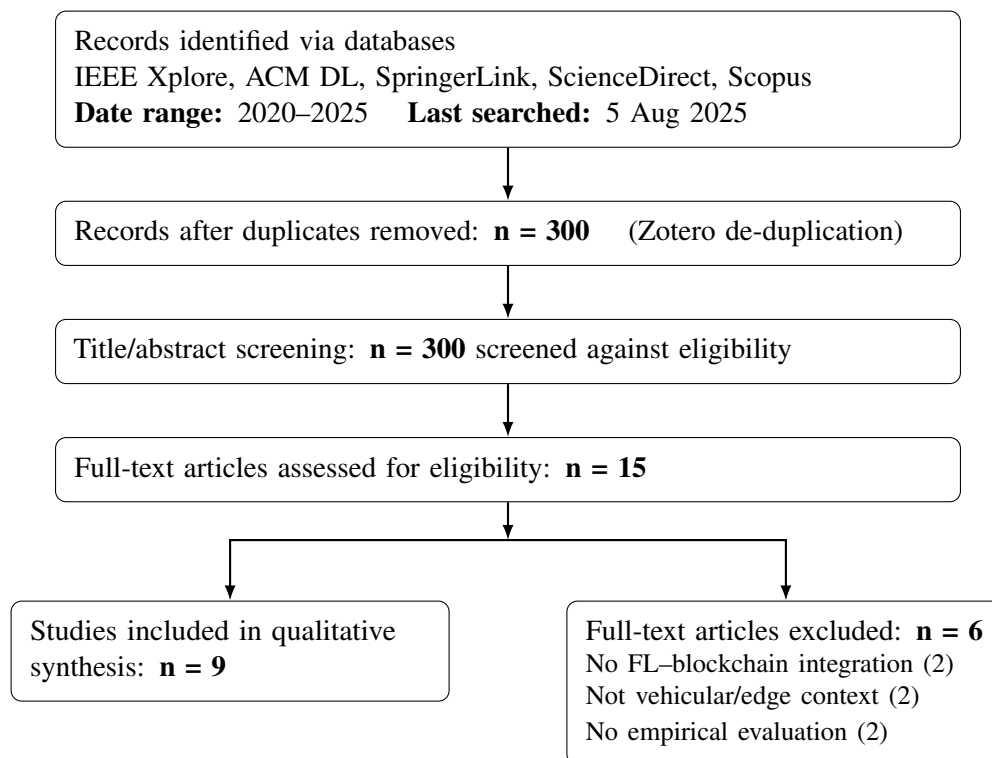 Records identified via databases
IEEE Xplore, ACM DL, SpringerLink, ScienceDirect, Scopus
Date range: 2020–2025 Last searched: 5 Aug 2025
Records after duplicates removed: n = 300 (Zotero de-duplication)
Title/abstract screening: n = 300 screened against eligibility
Full-text articles assessed for eligibility: n = 15
Studies included in qualitative
synthesis: n = 9
Full-text articles excluded: n = 6
No FL–blockchain integration (2)
Not vehicular/edge context (2)
No empirical evaluation (2)